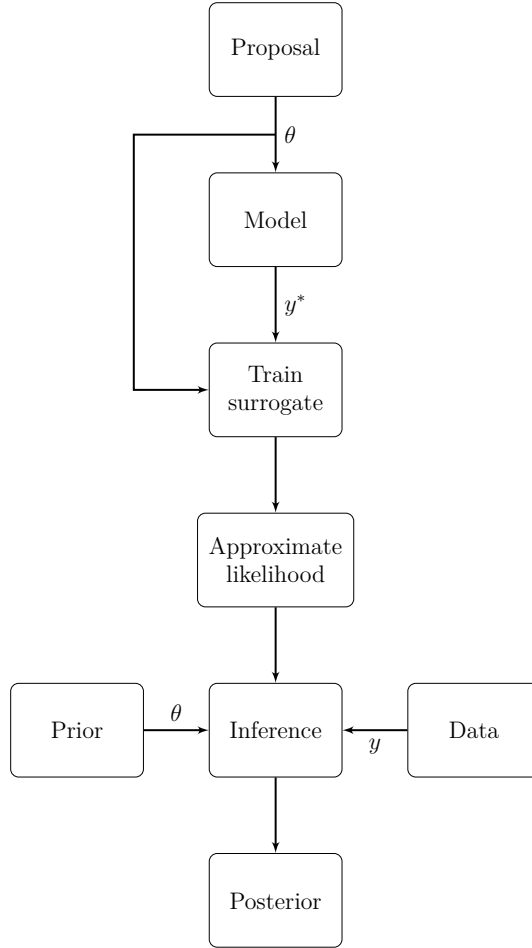 Proposal
θ
Model
y*
Train
surrogate
Approximate
likelihood
Prior
θ
Inference
y
Data
Posterior